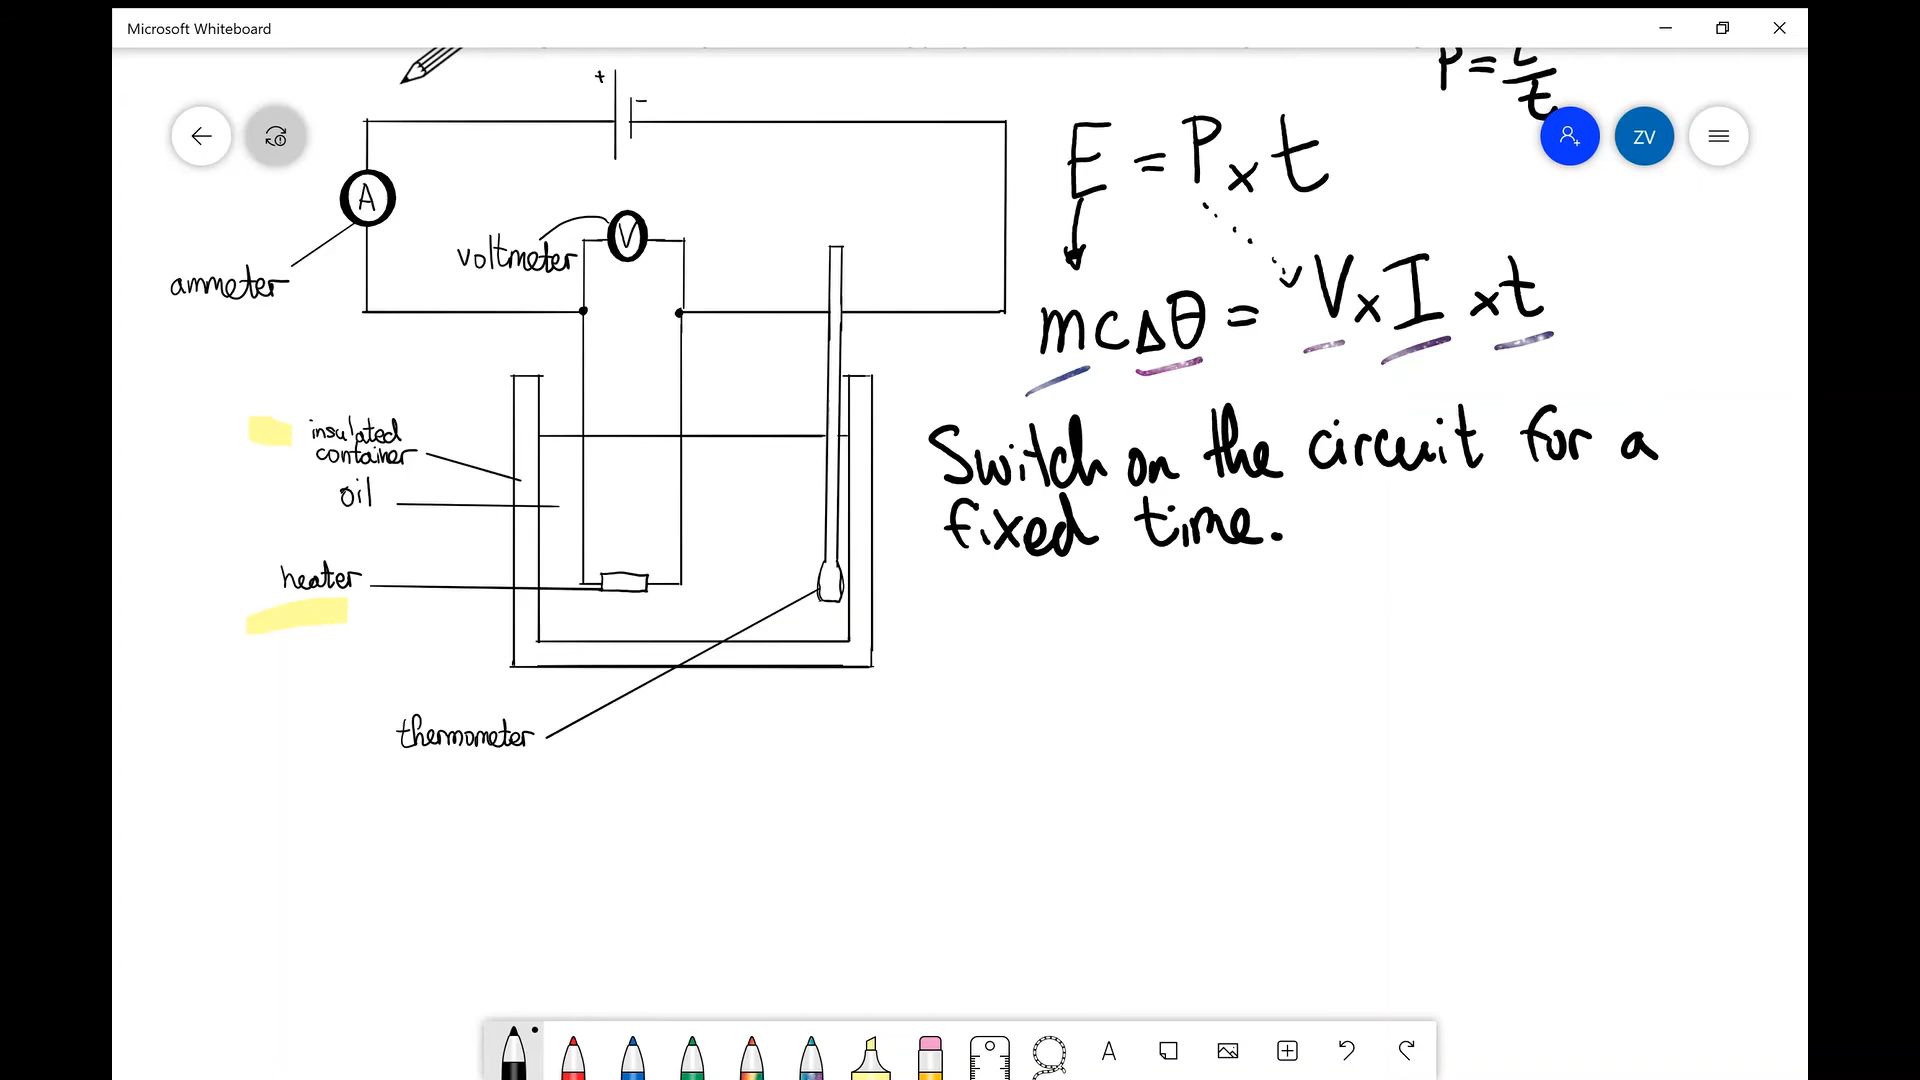 Microsoft Whiteboard
+ -
A
V
voltmeter
ammeter
insulated
container
oil
heater
thermometer
E = P x t
mcΔθ = V x I x t
Switch on the circuit for a
fixed time.
ZV
A